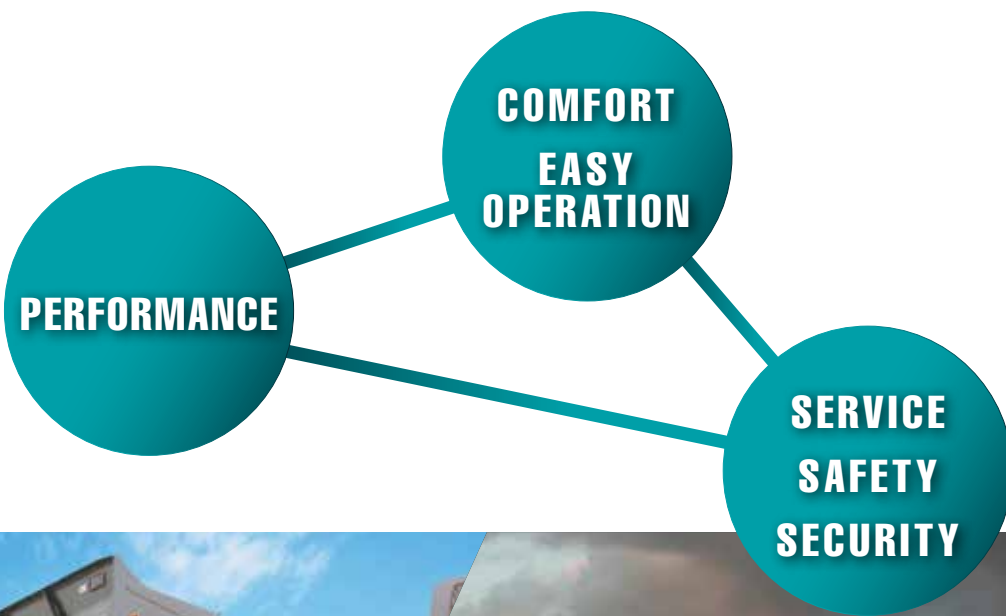 COMFORT
EASY
OPERATION
PERFORMANCE
SERVICE
SAFETY
SECURITY